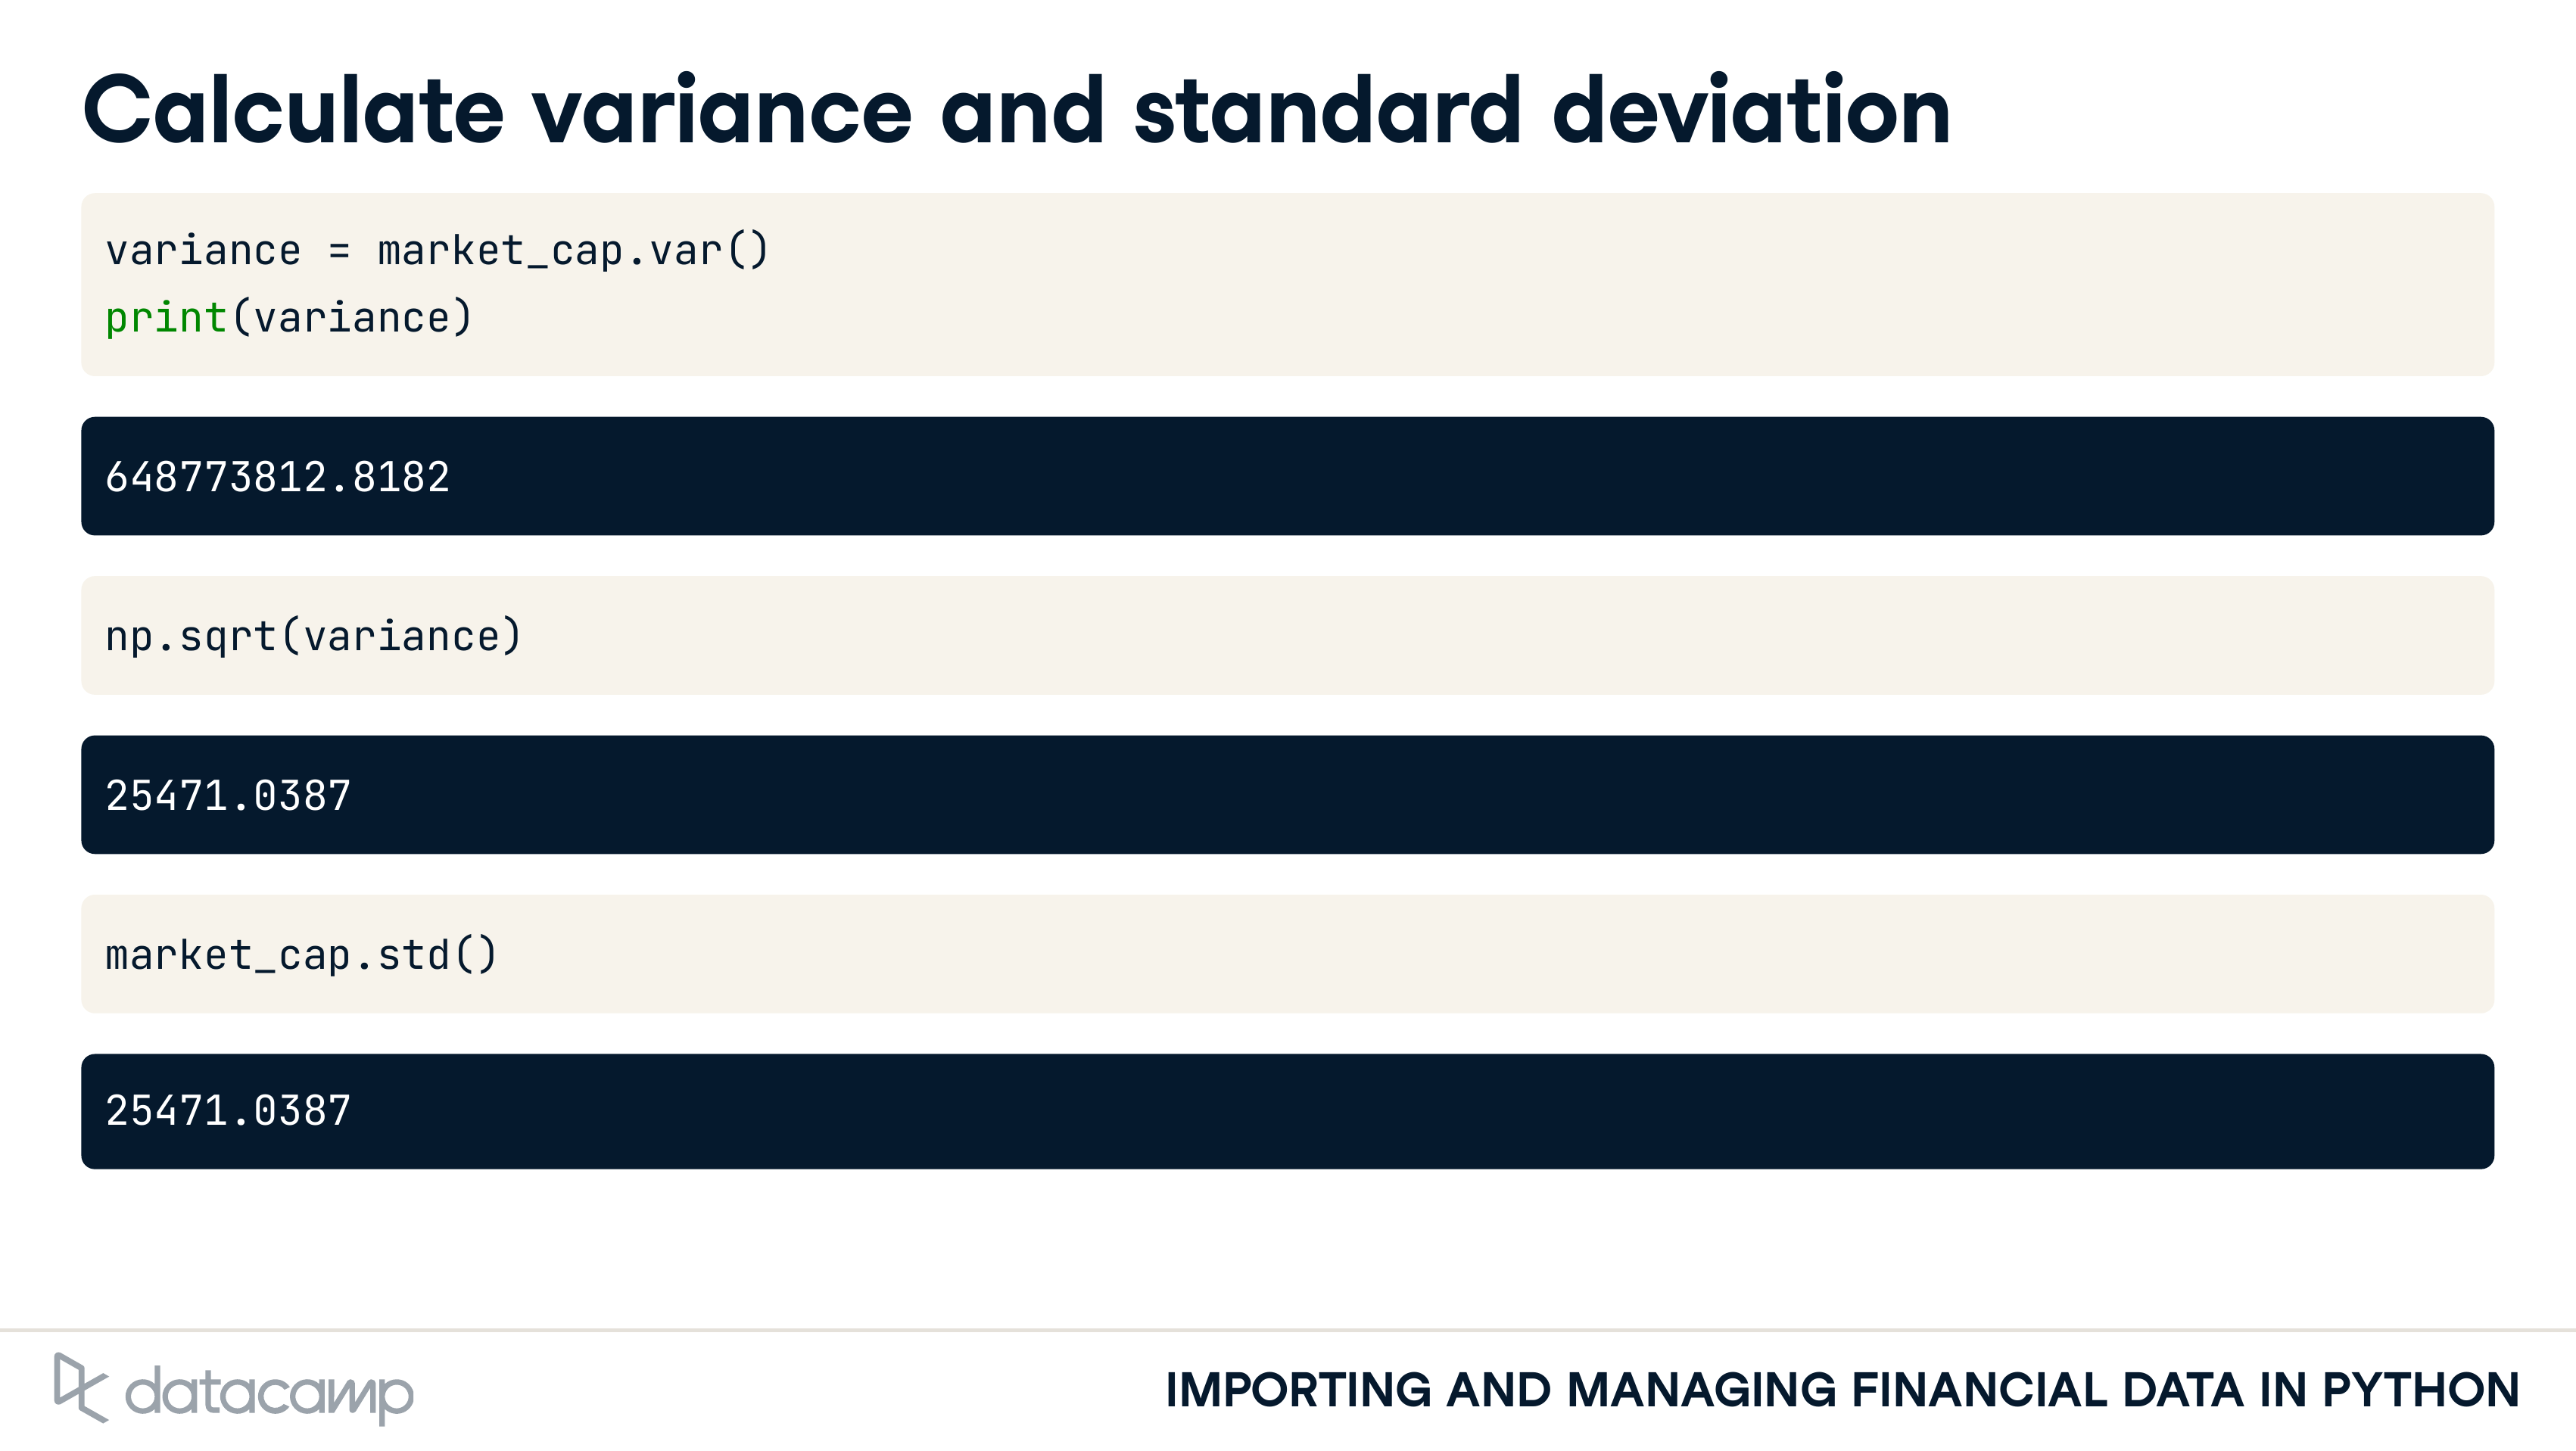 Calculate variance and standard deviation
variance = market_cap.var()
print(variance)
648773812.8182
np.sqrt(variance)
25471.0387
market_cap.std()
25471.0387
datacamp
IMPORTING AND MANAGING FINANCIAL DATA IN PYTHON